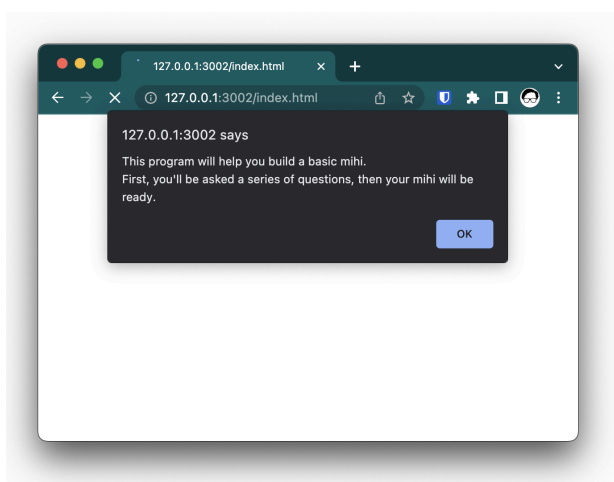 127.0.0.1:3002/index.html
127.0.0.1:3002/index.html
127.0.0.1:3002 says
This program will help you build a basic mihi.
First, you'll be asked a series of questions, then your mihi will be
ready.
OK